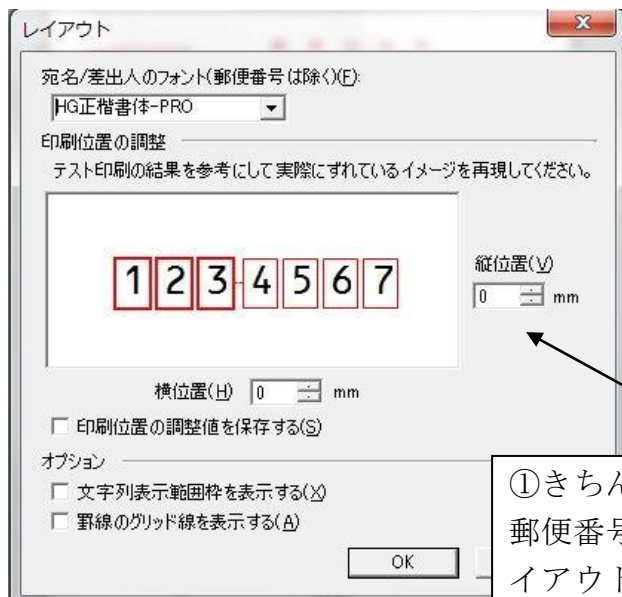 レイアウト
宛名/差出人のフォント(郵便番号は除く)(F):
HG正楷書体-PRO
印刷位置の調整
テスト印刷の結果を参考にして実際にずれているイメージを再現してください。
123-4567
縦位置(V)
0 mm
横位置(H) 0 mm
印刷位置の調整値を保存する(S)
オプション
文字列表示範囲枠を表示する(X)
罫線のグリッド線を表示する(A)
OK
①きちん
郵便番号
イアウト